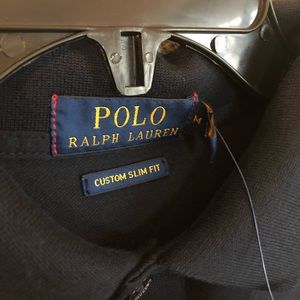 POLO
RALPH LAUREN
M
CUSTOM SLIM FIT